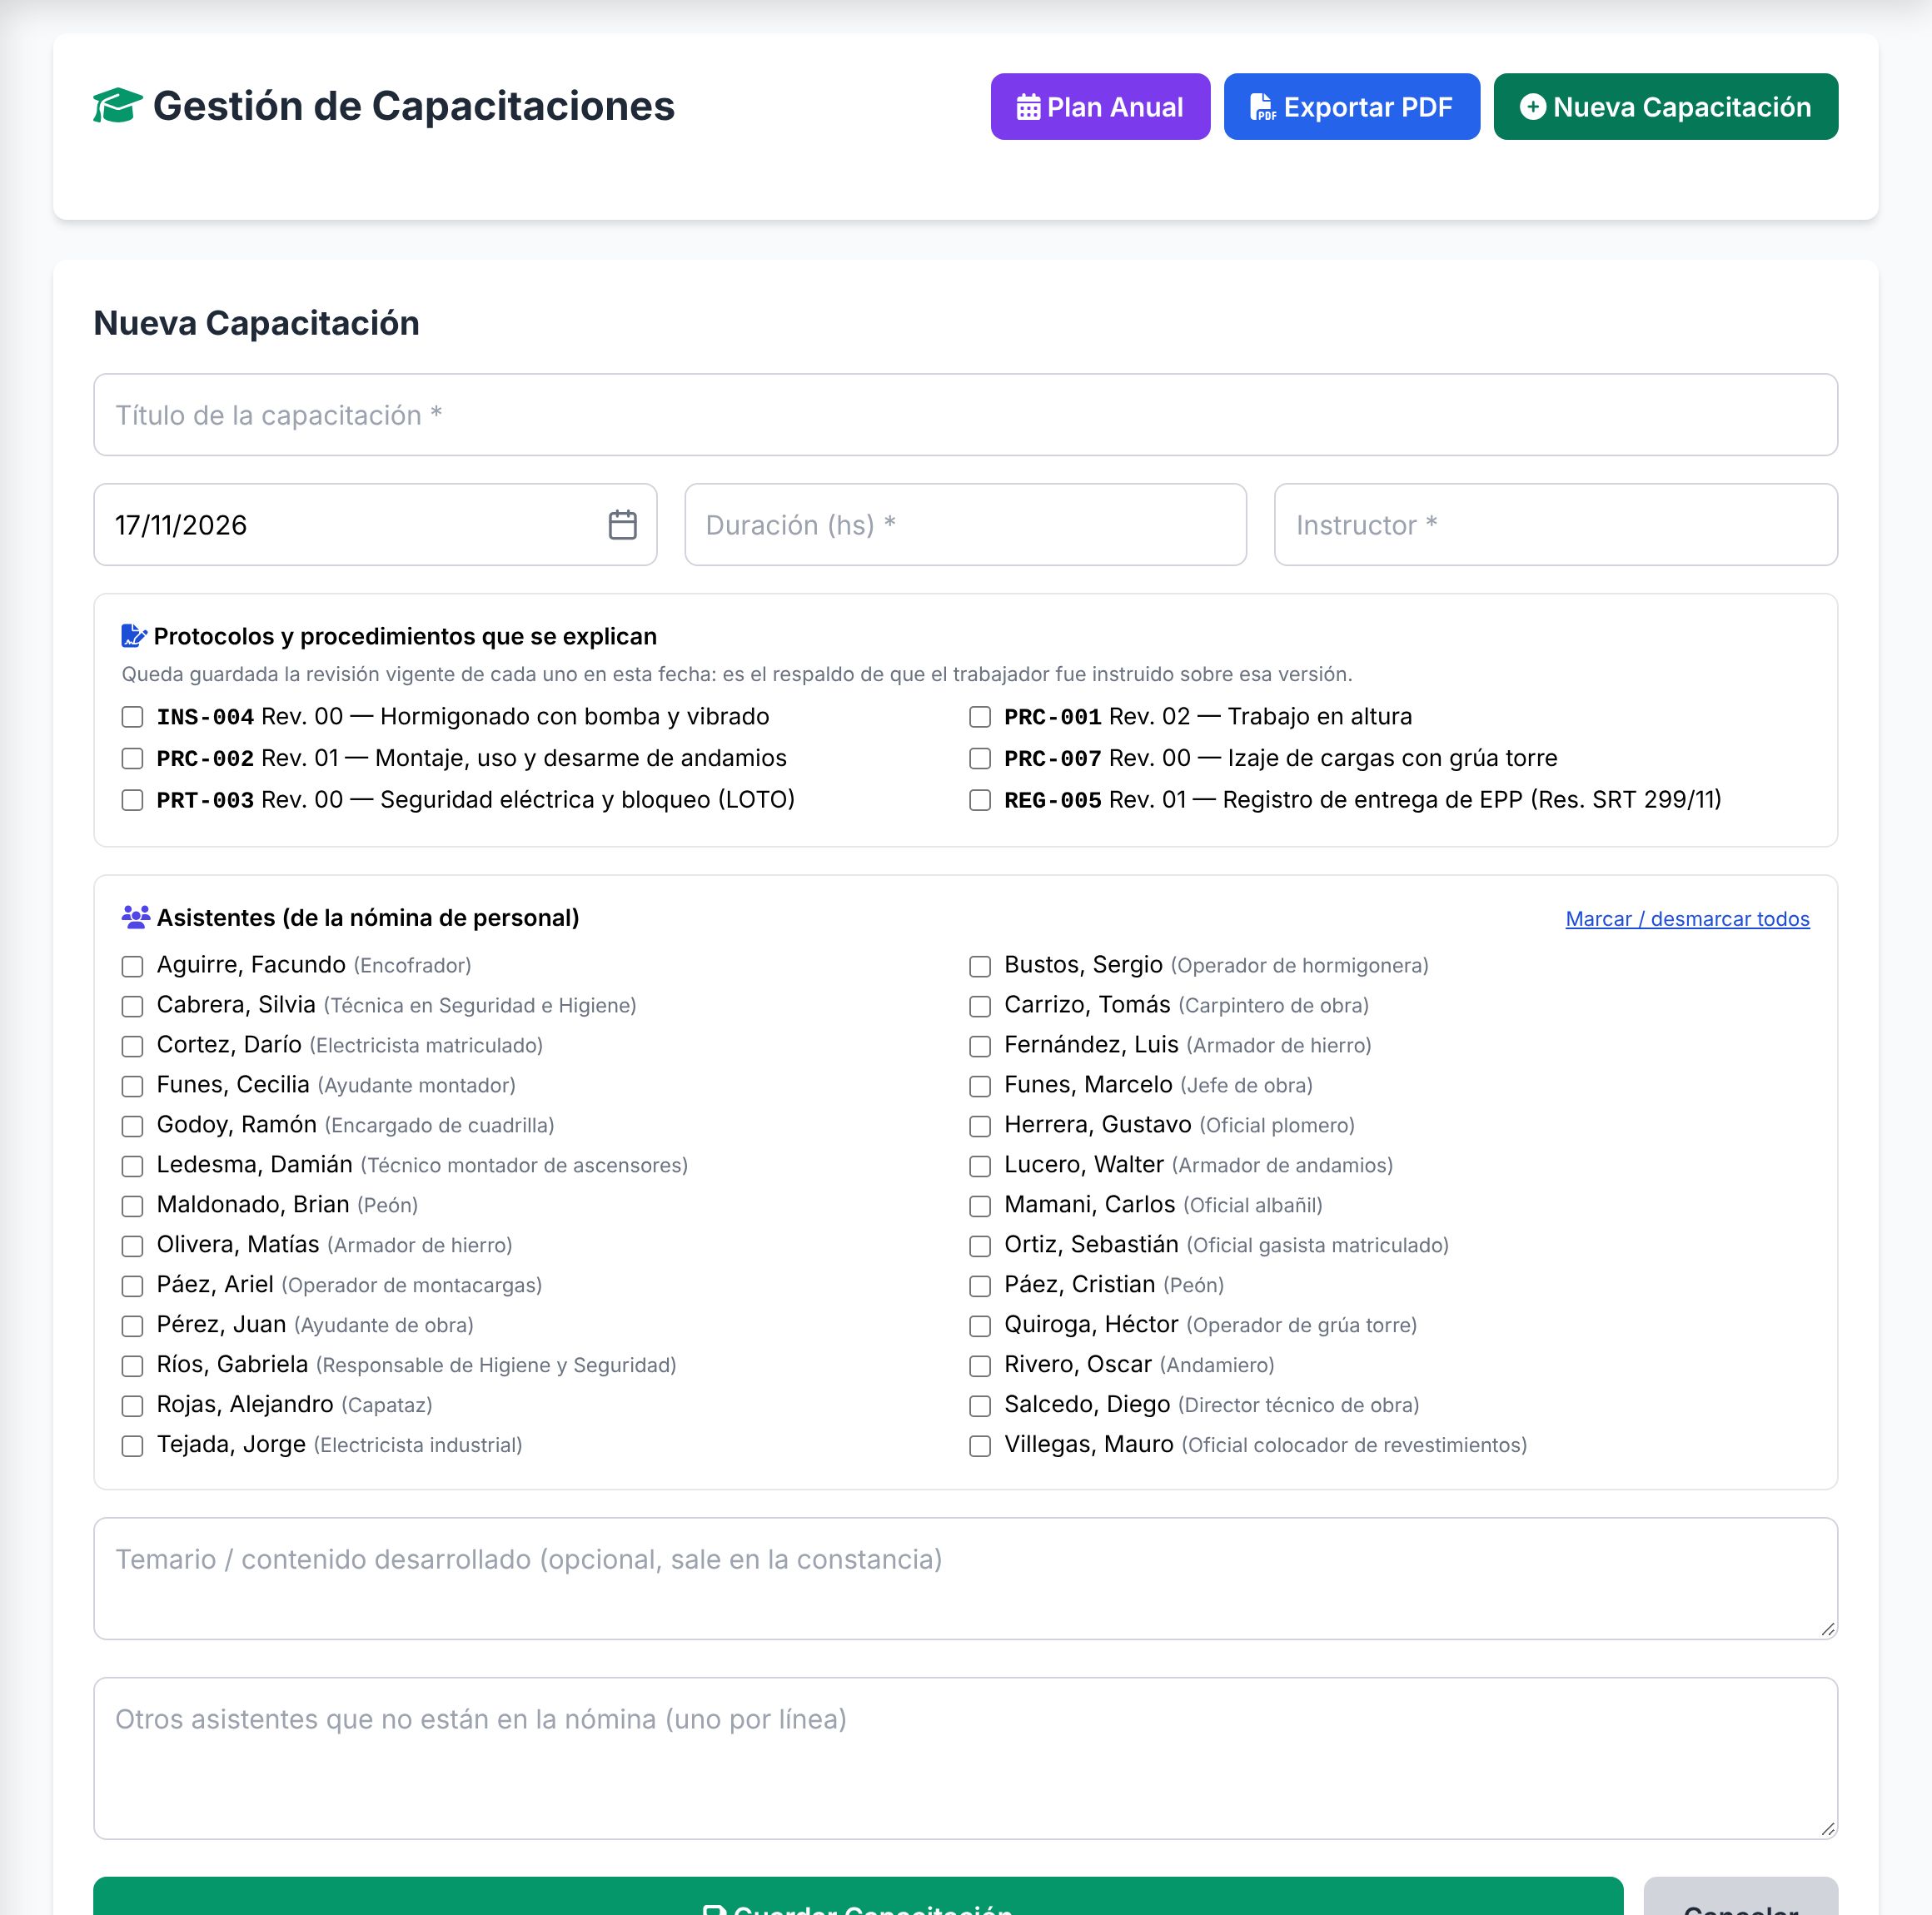 Gestión de Capacitaciones
Plan Anual
Exportar PDF
Nueva Capacitación
Nueva Capacitación
Título de la capacitación *
17/11/2026
Duración (hs) *
Instructor *
Protocolos y procedimientos que se explican
Queda guardada la revisión vigente de cada uno en esta fecha: es el respaldo de que el trabajador fue instruido sobre esa versión.
INS-004 Rev. 00 — Hormigonado con bomba y vibrado
PRC-001 Rev. 02 — Trabajo en altura
PRC-002 Rev. 01 — Montaje, uso y desarme de andamios
PRC-007 Rev. 00 — Izaje de cargas con grúa torre
PRT-003 Rev. 00 — Seguridad eléctrica y bloqueo (LOTO)
REG-005 Rev. 01 — Registro de entrega de EPP (Res. SRT 299/11)
Asistentes (de la nómina de personal)
Marcar / desmarcar todos
Aguirre, Facundo (Encofrador)
Bustos, Sergio (Operador de hormigonera)
Cabrera, Silvia (Técnica en Seguridad e Higiene)
Carrizo, Tomás (Carpintero de obra)
Cortez, Darío (Electricista matriculado)
Fernández, Luis (Armador de hierro)
Funes, Cecilia (Ayudante montador)
Funes, Marcelo (Jefe de obra)
Godoy, Ramón (Encargado de cuadrilla)
Herrera, Gustavo (Oficial plomero)
Ledesma, Damián (Técnico montador de ascensores)
Lucero, Walter (Armador de andamios)
Maldonado, Brian (Peón)
Mamani, Carlos (Oficial albañil)
Olivera, Matías (Armador de hierro)
Ortiz, Sebastián (Oficial gasista matriculado)
Páez, Ariel (Operador de montacargas)
Páez, Cristian (Peón)
Pérez, Juan (Ayudante de obra)
Quiroga, Héctor (Operador de grúa torre)
Ríos, Gabriela (Responsable de Higiene y Seguridad)
Rivero, Oscar (Andamiero)
Rojas, Alejandro (Capataz)
Salcedo, Diego (Director técnico de obra)
Tejada, Jorge (Electricista industrial)
Villegas, Mauro (Oficial colocador de revestimientos)
Temario / contenido desarrollado (opcional, sale en la constancia)
Otros asistentes que no están en la nómina (uno por línea)
Guardar Capacitación
Cancelar